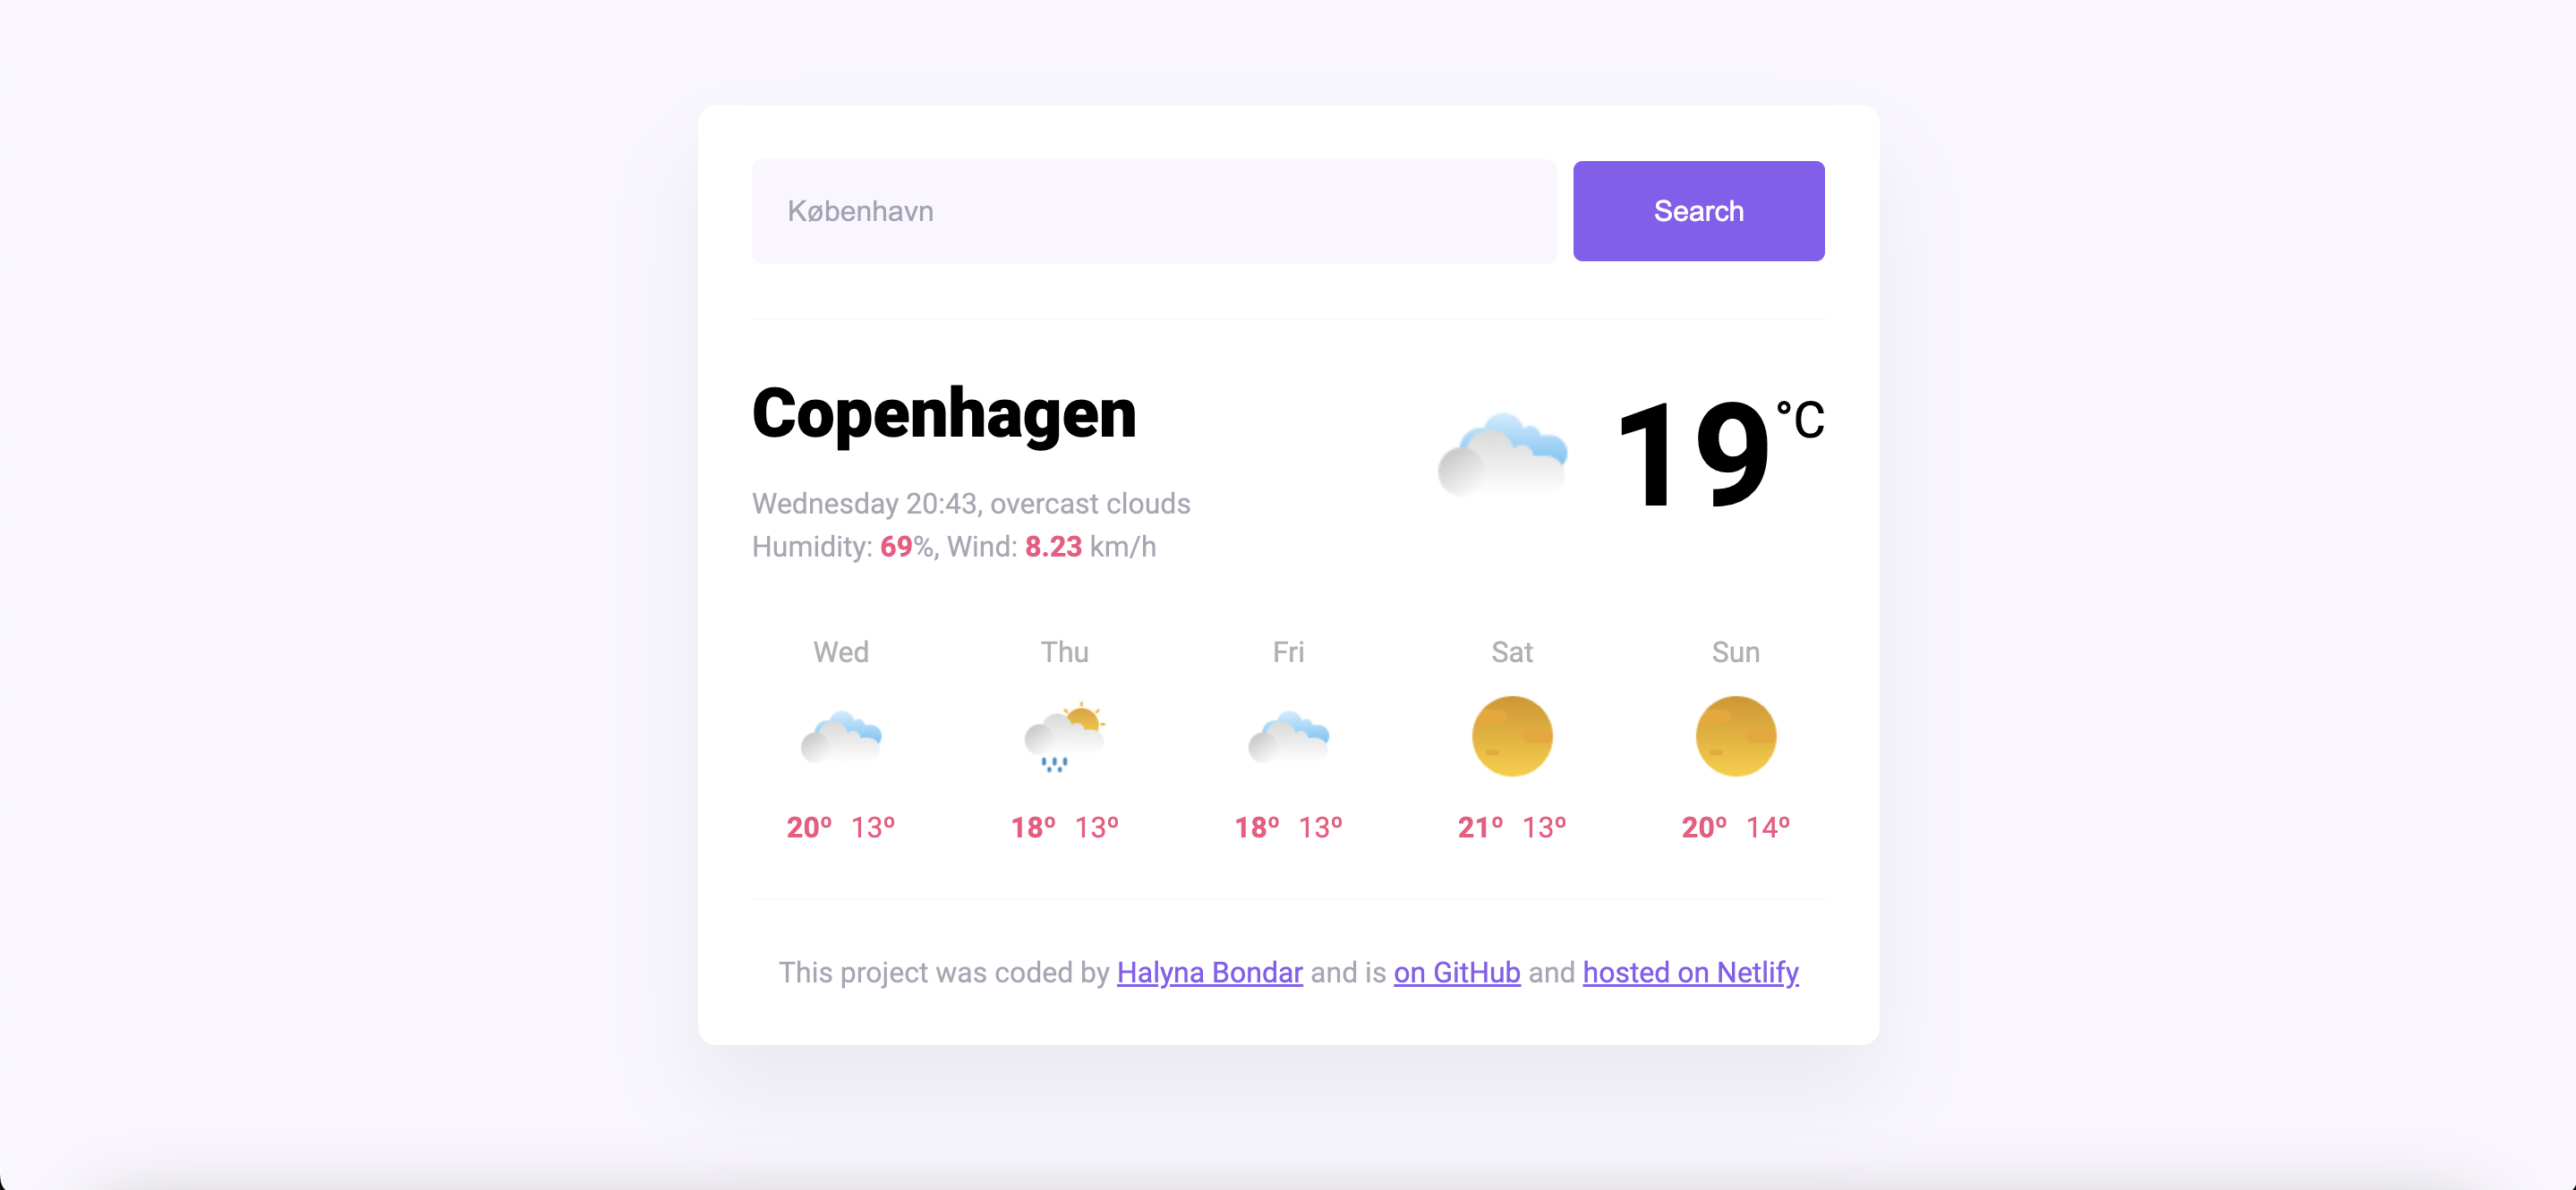 København
Search
Copenhagen
19
°C
Wednesday 20:43, overcast clouds
Humidity: 69%, Wind: 8.23 km/h
Wed Thu Fri Sat Sun
20º 13º 18º 13º 18º 13º 21º 13º 20º 14º
This project was coded by Halyna Bondar and is on GitHub and hosted on Netlify